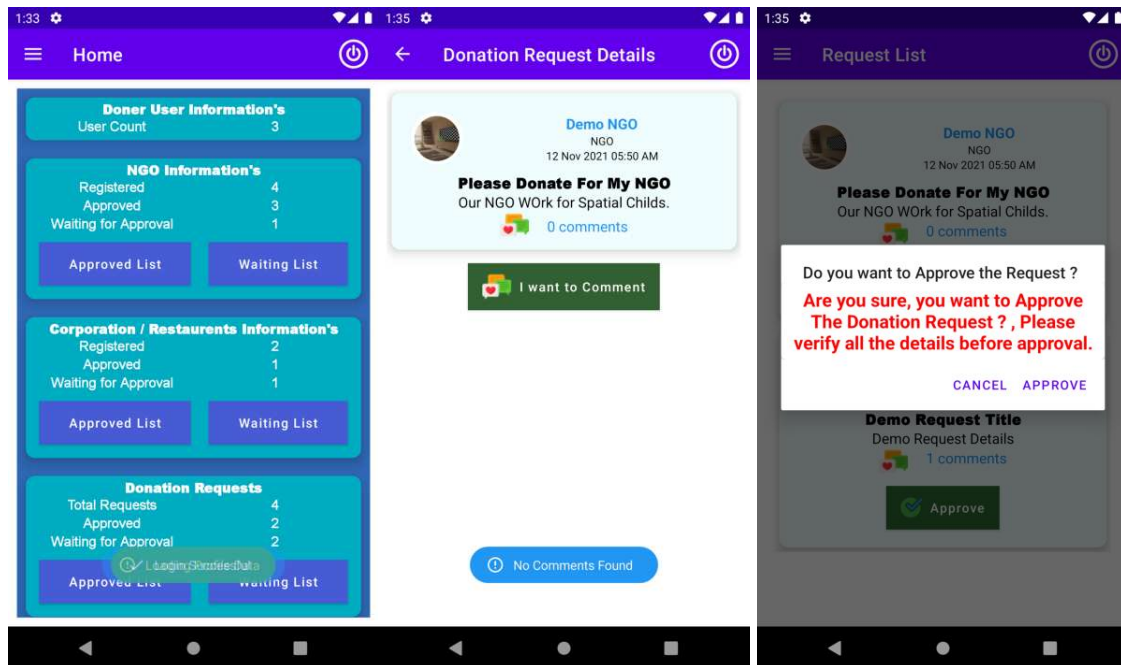 1:33
Home
Doner User Information's
User Count 3
NGO Information's
Registered 4
Approved 3
Waiting for Approval 1
Approved List Waiting List
Corporation / Restaurents Information's
Registered 2
Approved 1
Waiting for Approval 1
Approved List Waiting List
Donation Requests
Total Requests 4
Approved 2
Waiting for Approval 2
Approved List Waiting List
1:35
Donation Request Details
Demo NGO
NGO
12 Nov 2021 05:50 AM
Please Donate For My NGO
Our NGO WOrk for Spatial Childs.
0 comments
I want to Comment
No Comments Found
1:35
Request List
Demo NGO
NGO
12 Nov 2021 05:50 AM
Please Donate For My NGO
Our NGO WOrk for Spatial Childs.
0 comments
Do you want to Approve the Request ?
Are you sure, you want to Approve
The Donation Request ? , Please
verify all the details before approval.
CANCEL APPROVE
Demo Request Title
Demo Request Details
1 comments
Approve